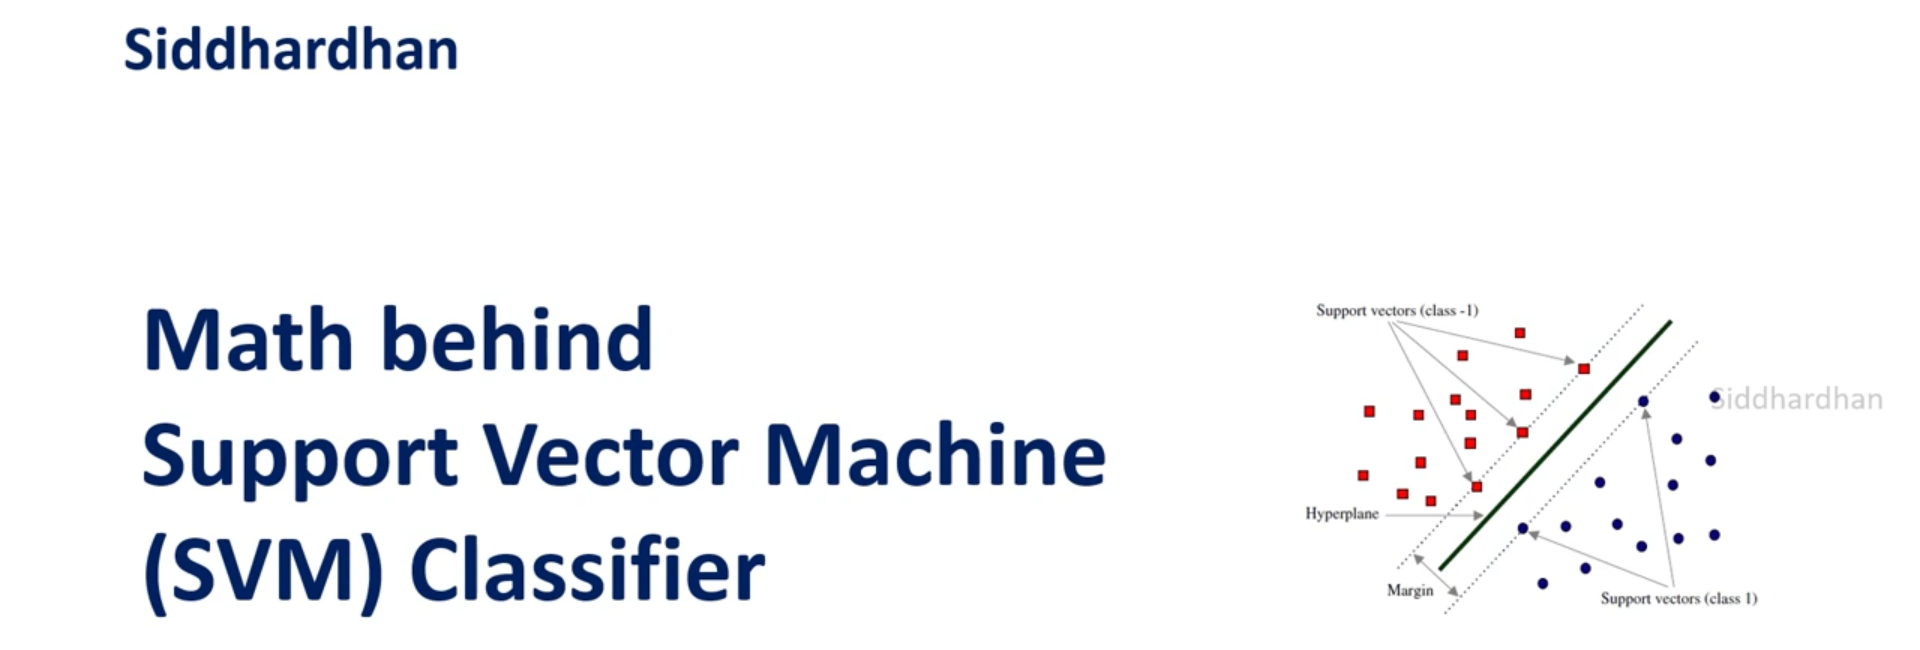 Siddhardhan
Math behind
Support Vector Machine
(SVM) Classifier
Support vectors (class -1)
Siddhardhan
Hyperplane
Margin
Support vectors (class 1)